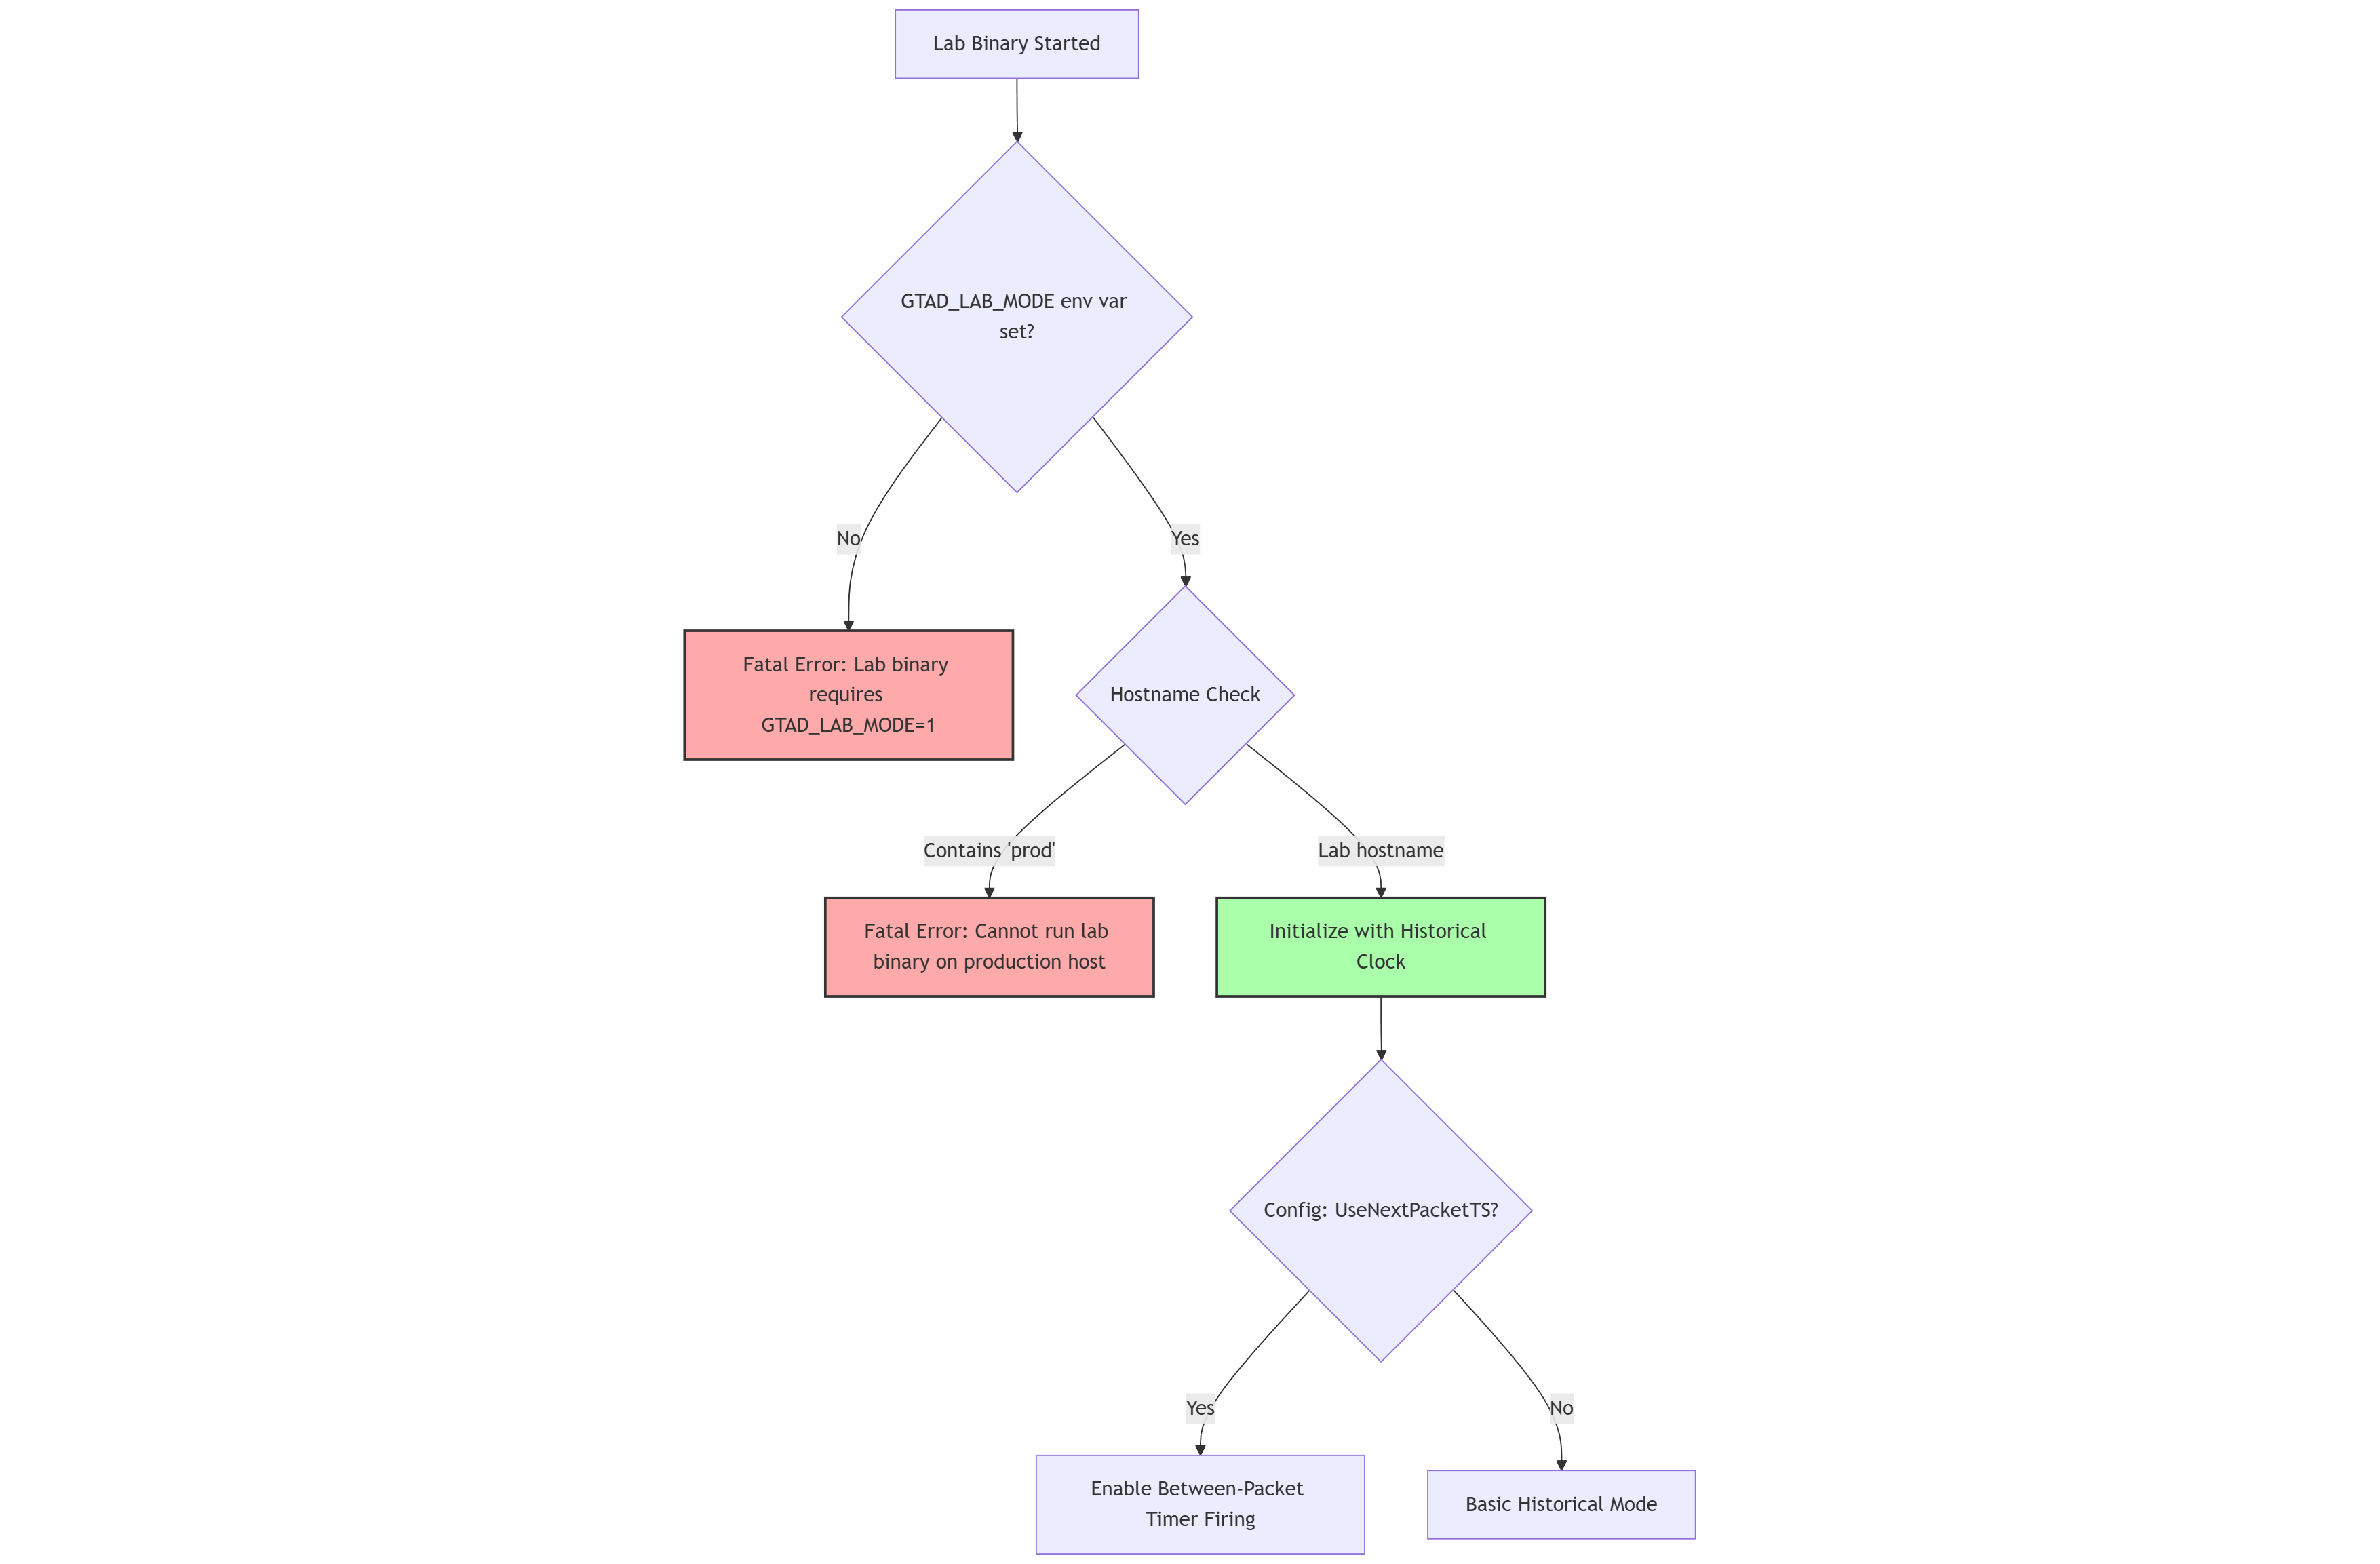 Lab Binary Started
GTAD_LAB_MODE env var
set?
No
Yes
Fatal Error: Lab binary
requires
GTAD_LAB_MODE=1
Hostname Check
Contains 'prod'
Lab hostname
Fatal Error: Cannot run lab
binary on production host
Initialize with Historical
Clock
Config: UseNextPacketTS?
Yes
No
Enable Between-Packet
Timer Firing
Basic Historical Mode